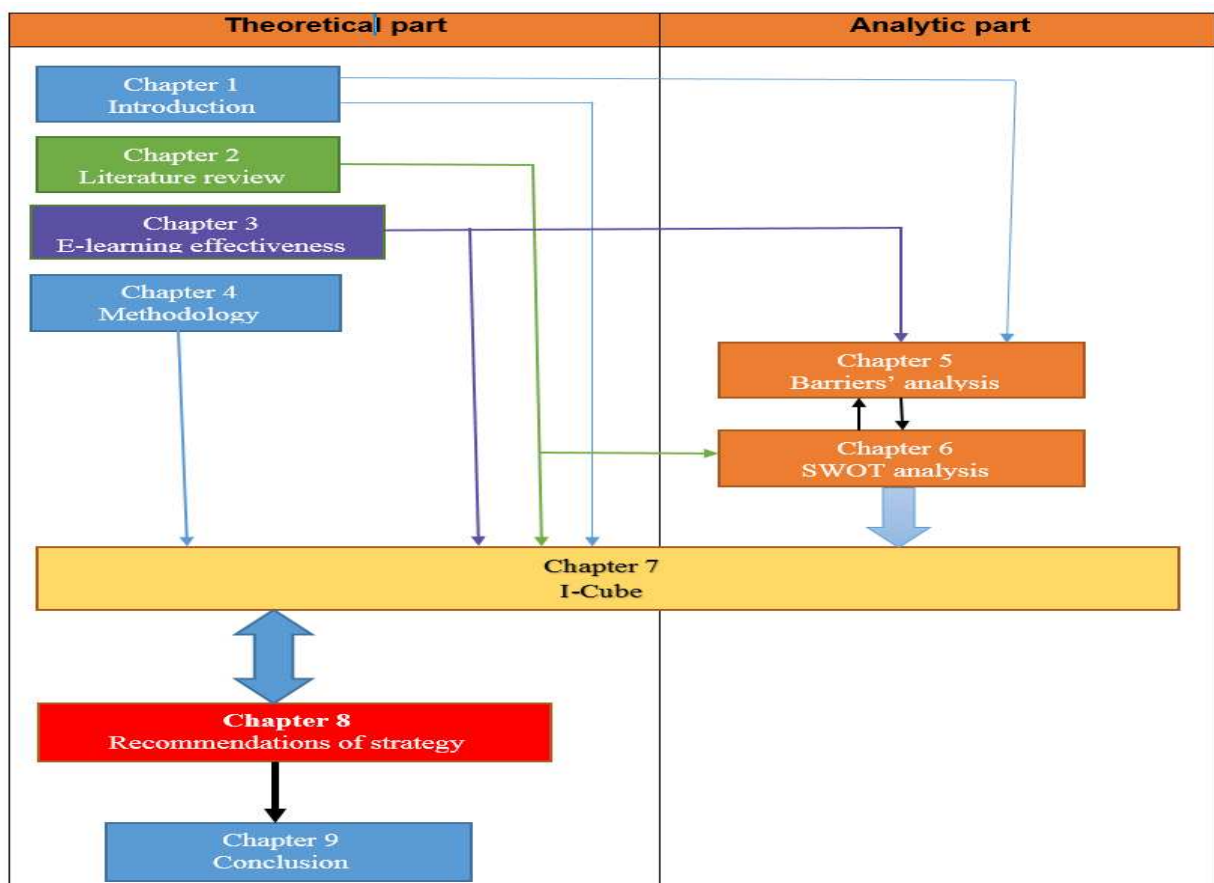 Theoretical part
Analytic part
Chapter 1
Introduction
Chapter 2
Literature review
Chapter 3
E-learning effectiveness
Chapter 4
Methodology
Chapter 5
Barriers’ analysis
Chapter 6
SWOT analysis
Chapter 7
I-Cube
Chapter 8
Recommendations of strategy
Chapter 9
Conclusion